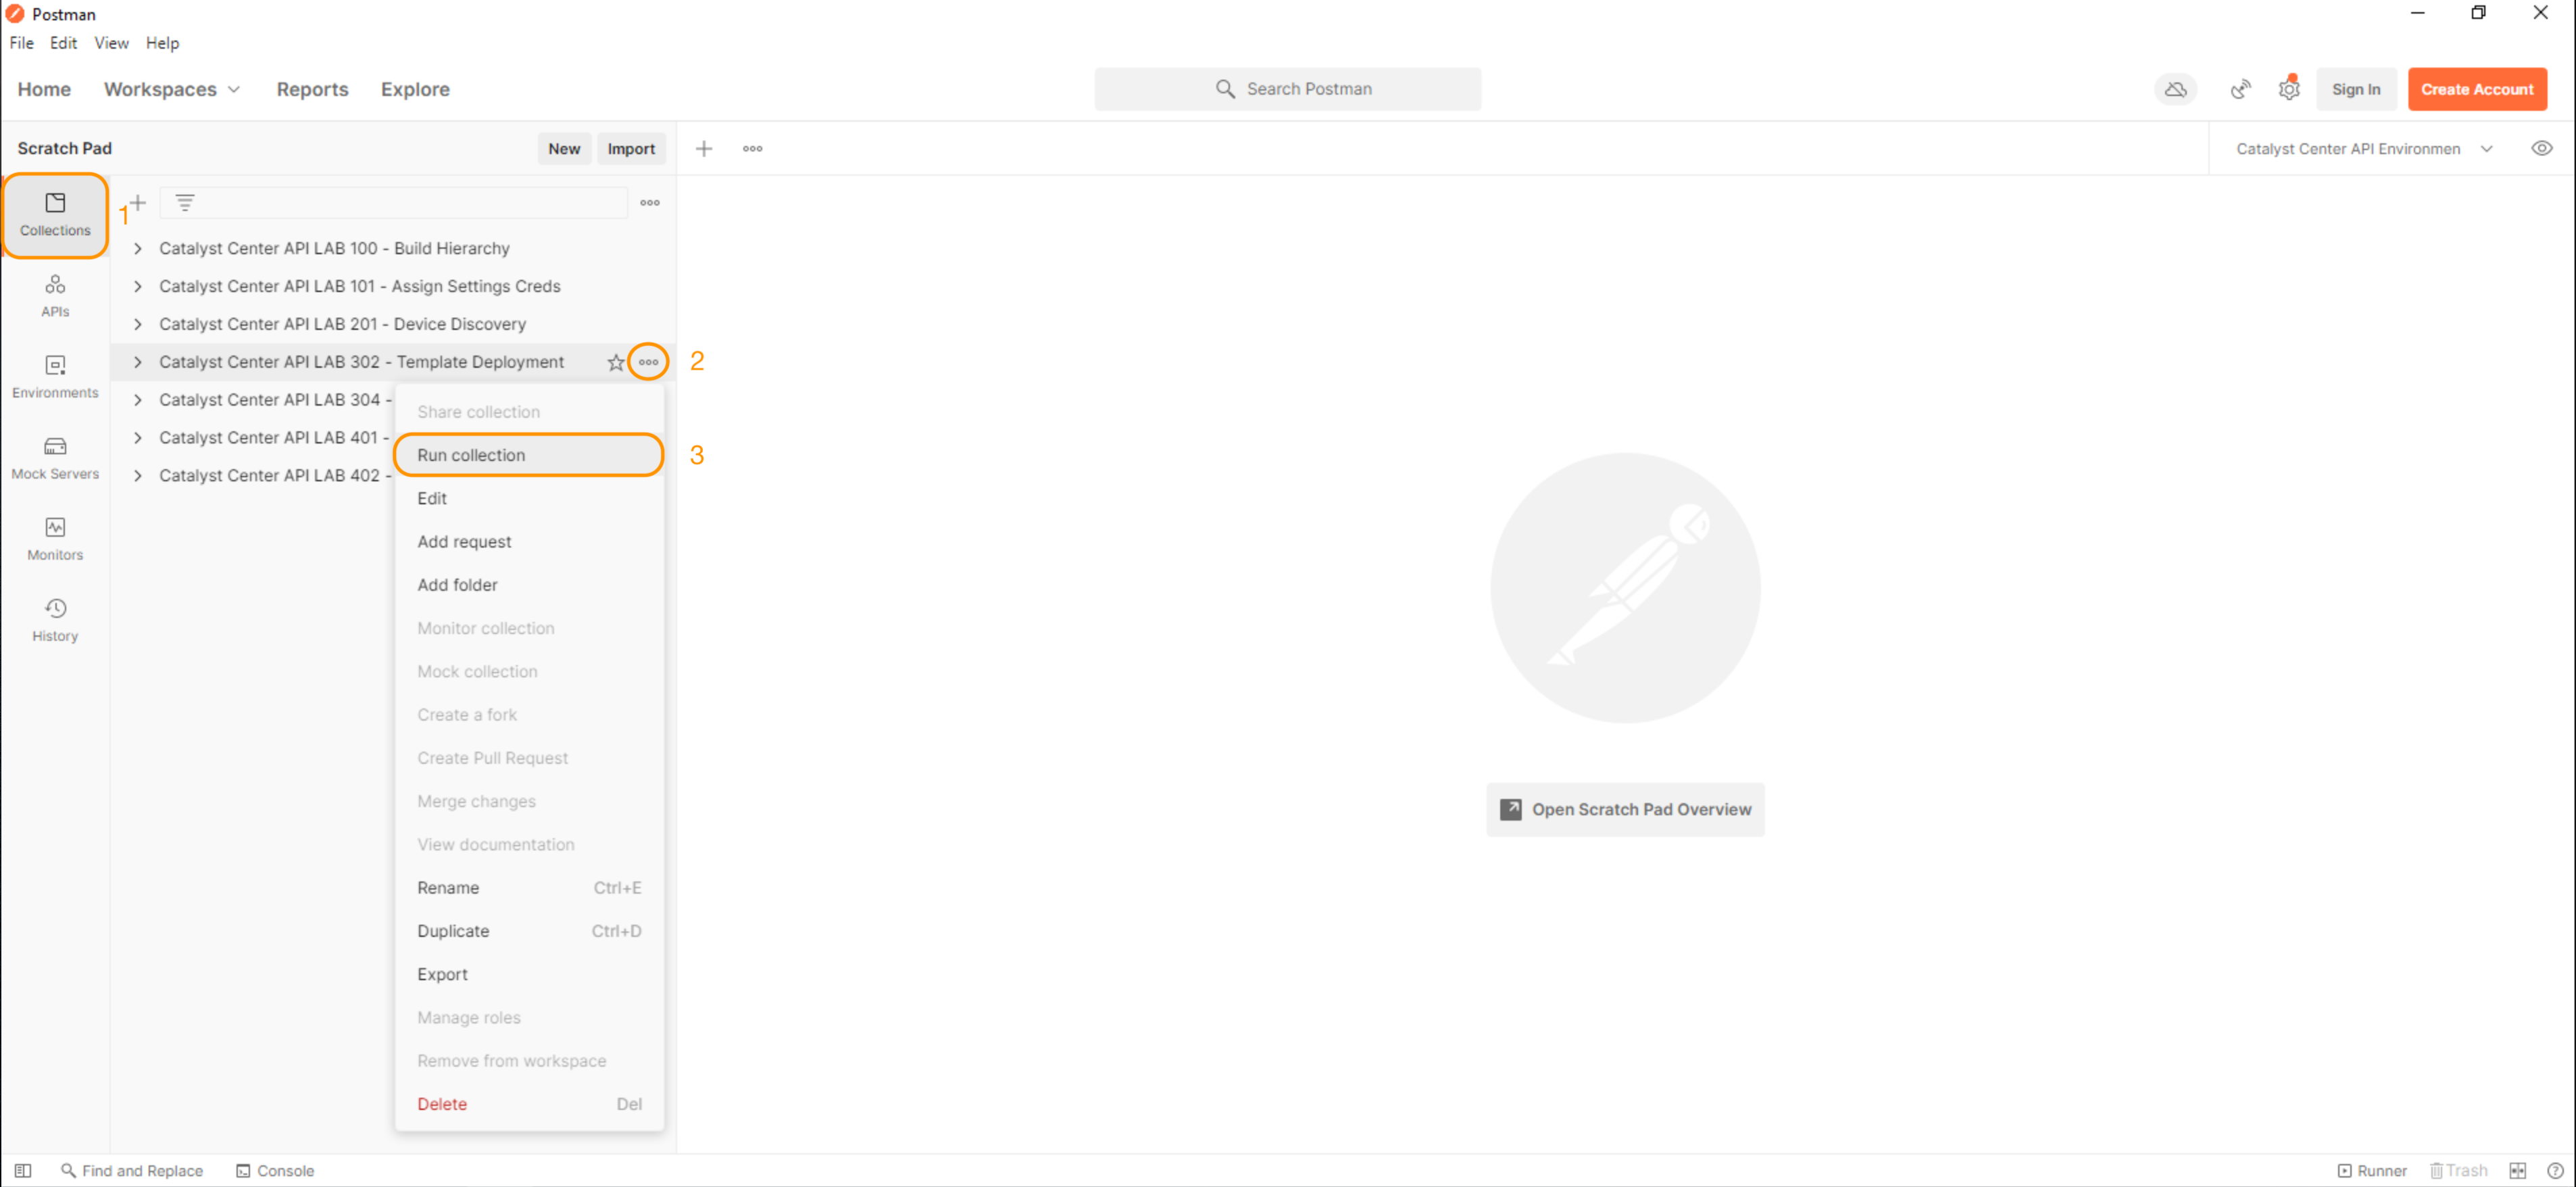 Postman
File Edit View Help
Home Workspaces Reports Explore
Search Postman
Sign In
Create Account
Scratch Pad
New
Import
Catalyst Center API Environmen
Collections
1
Catalyst Center API LAB 100 - Build Hierarchy
Catalyst Center API LAB 101 - Assign Settings Creds
Catalyst Center API LAB 201 - Device Discovery
Catalyst Center API LAB 302 - Template Deployment
2
Catalyst Center API LAB 304 -
Catalyst Center API LAB 401 -
Catalyst Center API LAB 402 -
APIs
Environments
Mock Servers
Monitors
History
Share collection
Run collection
3
Edit
Add request
Add folder
Monitor collection
Mock collection
Create a fork
Create Pull Request
Merge changes
View documentation
Rename Ctrl+E
Duplicate Ctrl+D
Export
Manage roles
Remove from workspace
Delete Del
Open Scratch Pad Overview
Find and Replace
Console
Runner
Trash